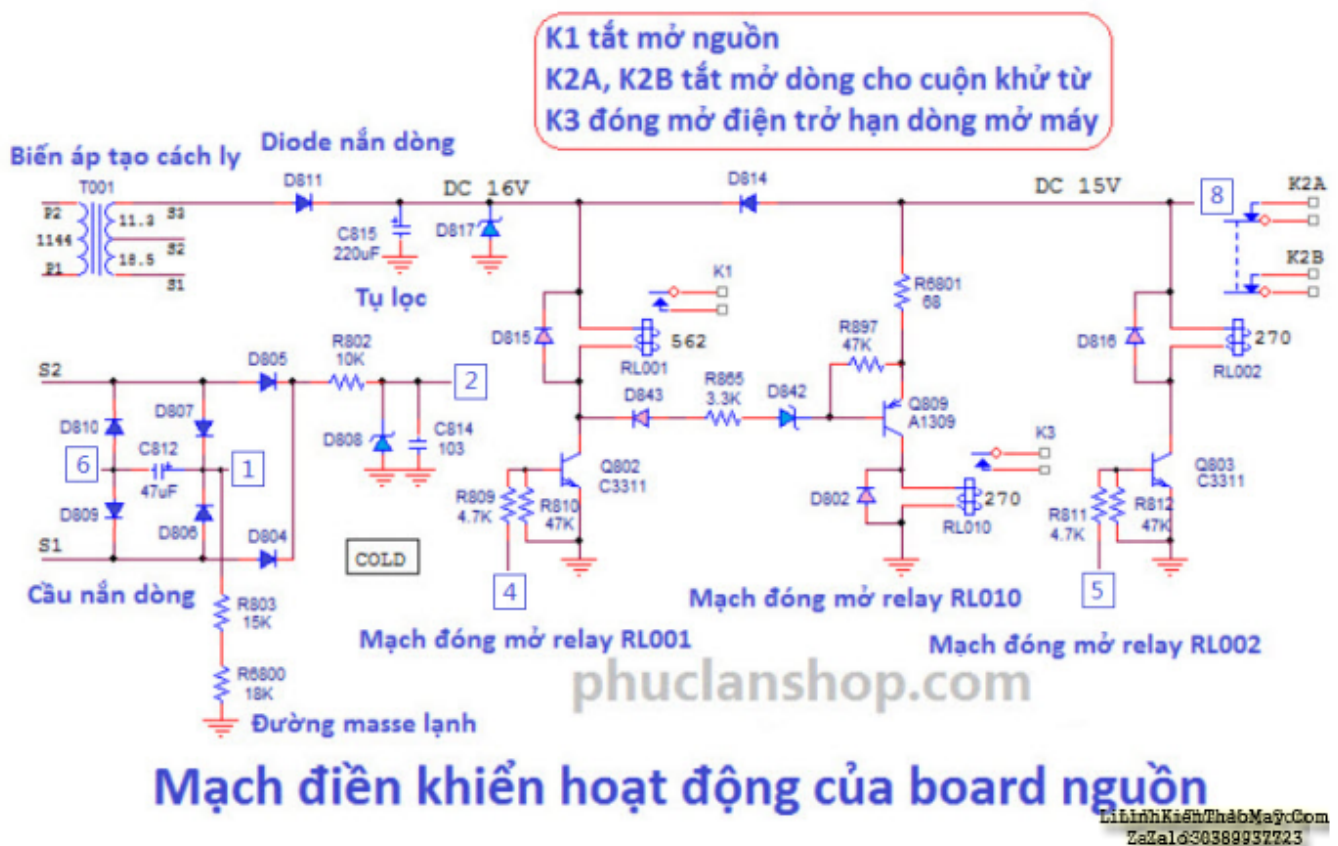 K1 tắt mở nguồn
K2A, K2B tắt mở dòng cho cuộn khử từ
K3 đóng mở điện trở hạn dòng mở máy
Biến áp tạo cách ly
Diode nắn dòng
T001
P2
1144
P1
11.3
18.5
S3
S2
S1
D811
DC 16V
C815
220uF
D817
Tụ lọc
D814
DC 15V
8
K2A
K2B
K1
D815
RL001
562
R6801
68
R897
47K
D816
RL002
270
S2
D805
R802
10K
2
D810
D807
D808
C814
103
6
C812
47uF
1
D809
D806
D804
S1
COLD
D843
R865
3.3K
D842
Q809
A1309
K3
Q802
C3311
R809
4.7K
R810
47K
4
D802
RL010
270
Q803
C3311
R811
4.7K
R812
47K
5
Cầu nắn dòng
R803
15K
R6800
18K
Đường masse lạnh
Mạch đóng mở relay RL001
Mạch đóng mở relay RL010
Mạch đóng mở relay RL002
phuclanshop.com
Mạch điền khiển hoạt động của board nguồn